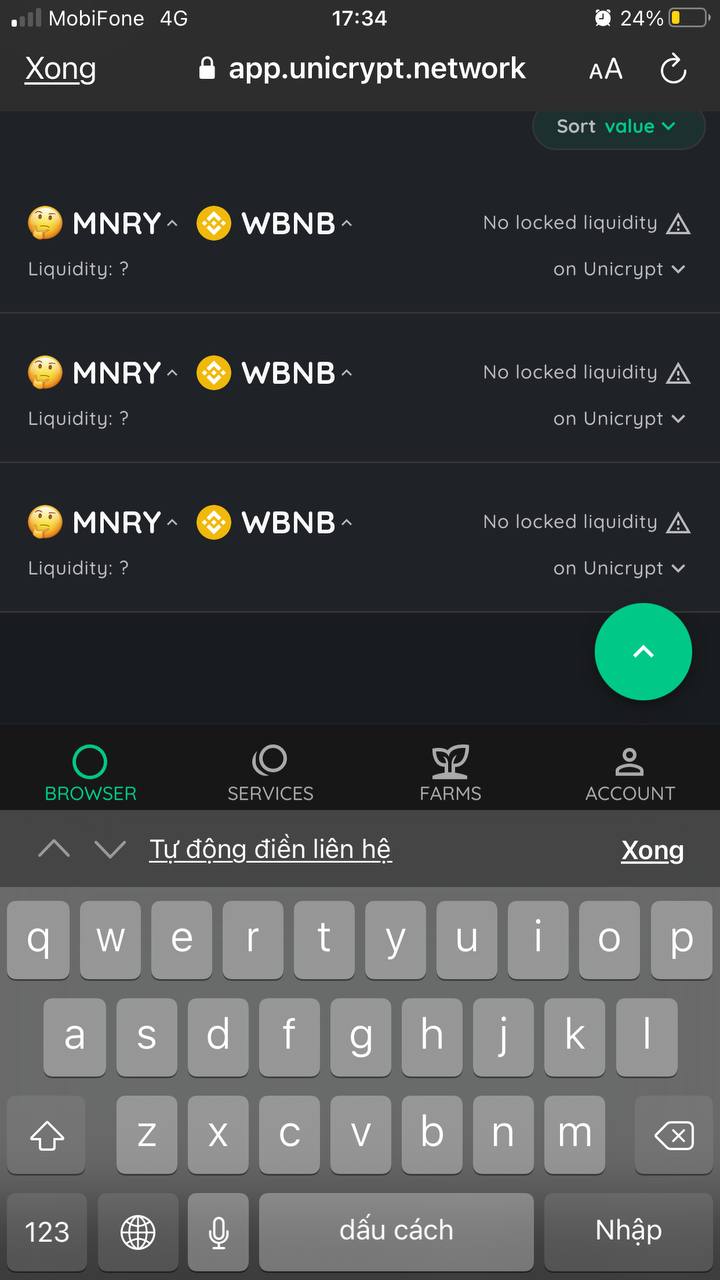 MobiFone 4G 17:34 24%
Xong app.unicrypt.network AA
Sort value
MNRY WBNB No locked liquidity
Liquidity: ? on Unicrypt
MNRY WBNB No locked liquidity
Liquidity: ? on Unicrypt
MNRY WBNB No locked liquidity
Liquidity: ? on Unicrypt
BROWSER SERVICES FARMS ACCOUNT
Tự động điền liên hệ Xong
q w e r t y u i o p
a s d f g h j k l
z x c v b n m
123 dấu cách Nhập